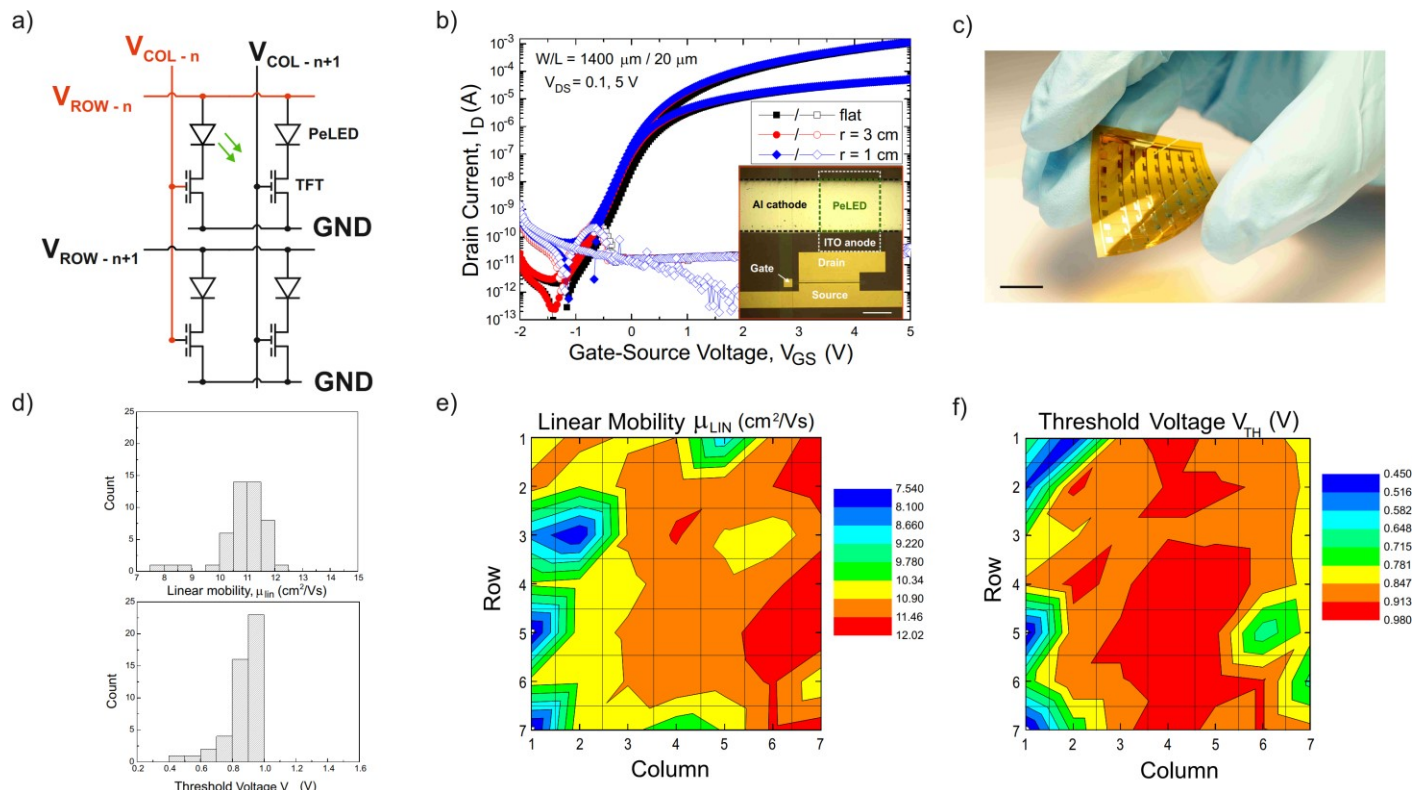 a)
V_COL - n
V_COL - n+1
V_ROW - n
PeLED
TFT
GND
V_ROW - n+1
GND
b)
W/L= 1400 μm / 20 μm
V_DS = 0.1, 5 V
flat
r = 3 cm
r = 1 cm
10^-3
10^-4
10^-5
10^-6
10^-7
10^-8
10^-9
10^-10
10^-11
10^-12
10^-13
Drain Current, I_D (A)
Al cathode
PeLED
ITO anode
Drain
Gate
Source
-2 -1 0 1 2 3 4 5
Gate-Source Voltage, V_GS (V)
c)
d)
25
20
15
10
5
0
Count
7 8 9 10 11 12 13 14 15
Linear mobility, μ_lin (cm²/Vs)
25
20
15
10
5
0
Count
0.2 0.4 0.6 0.8 1.0 1.2 1.4 1.6
Threshold Voltage V (V)
e)
Linear Mobility μ_LIN (cm²/Vs)
1
2
3
4
5
6
7
Row
1 2 3 4 5 6 7
Column
7.540
8.100
8.660
9.220
9.780
10.34
10.90
11.46
12.02
f)
Threshold Voltage V_TH (V)
1
2
3
4
5
6
7
Row
1 2 3 4 5 6 7
Column
0.450
0.516
0.582
0.648
0.715
0.781
0.847
0.913
0.980